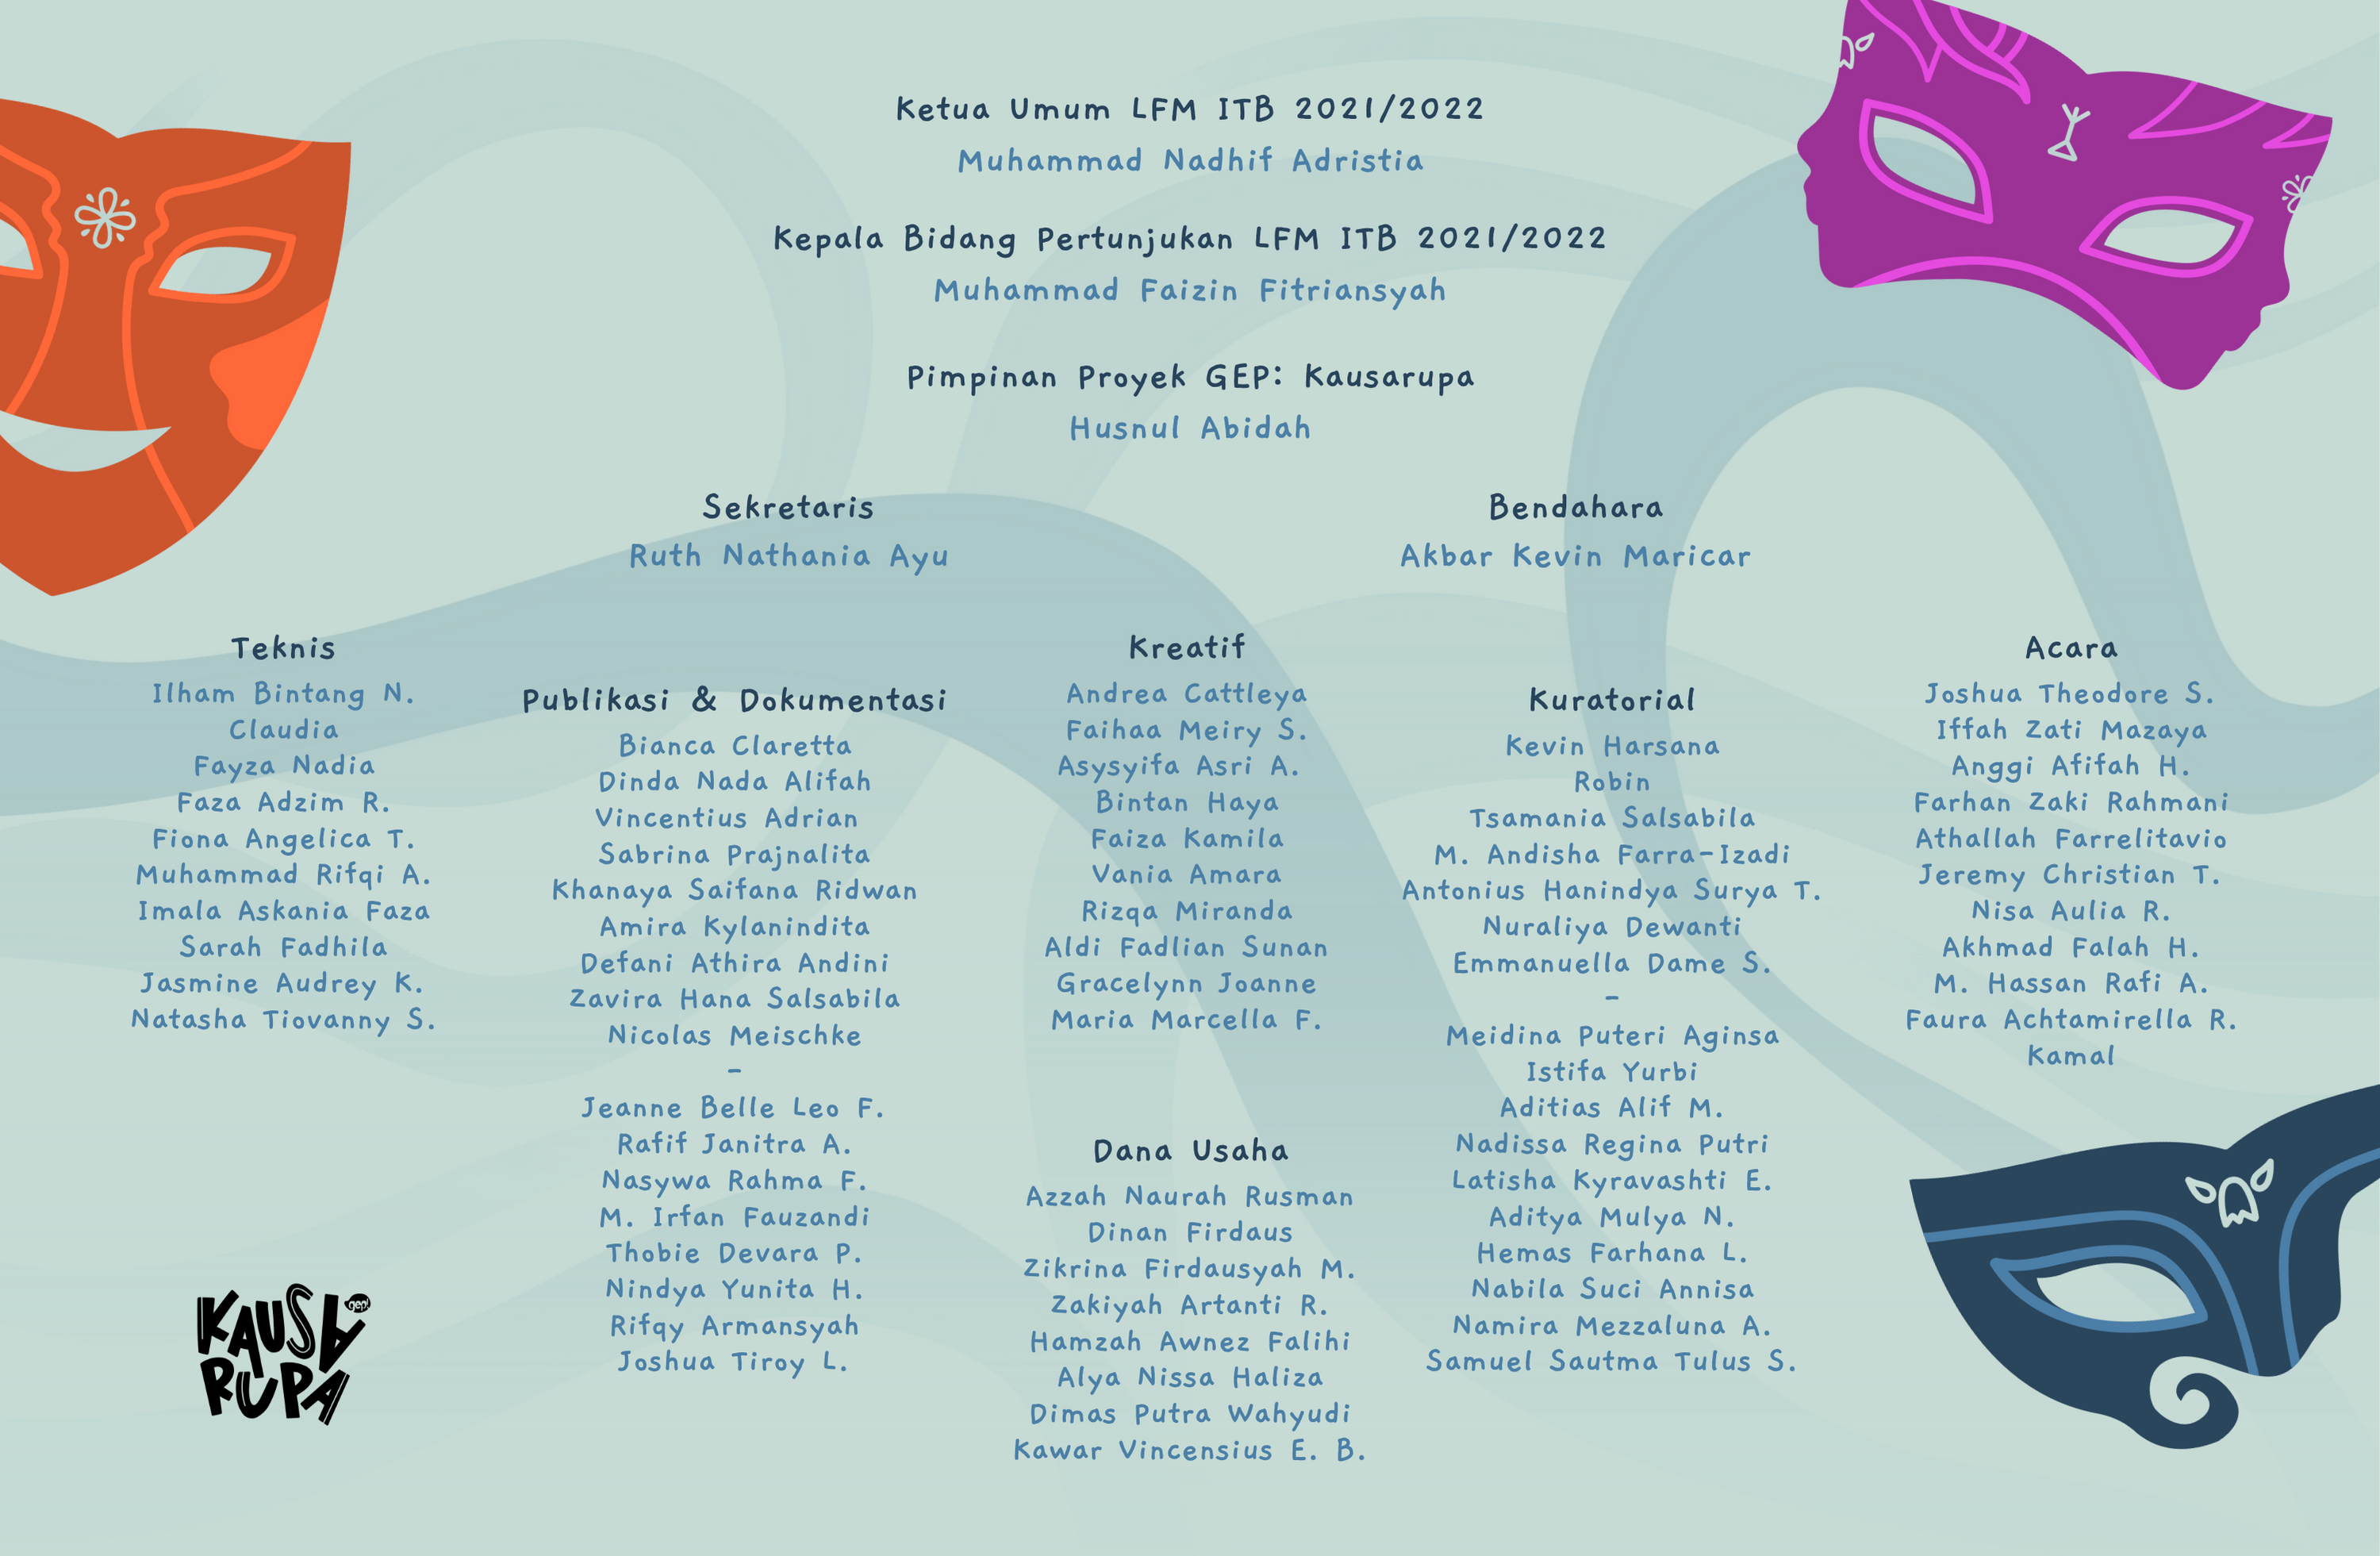 Ketua Umum LFM ITB 2021/2022
Muhammad Nadhif Adristia
Kepala Bidang Pertunjukan LFM ITB 2021/2022
Muhammad Faizin Fitriansyah
Pimpinan Proyek GEP: Kausarupa
Husnul Abidah
Sekretaris
Ruth Nathania Ayu
Bendahara
Akbar Kevin Maricar
Teknis
Ilham Bintang N.
Claudia
Fayza Nadia
Faza Adzim R.
Fiona Angelica T.
Muhammad Rifqi A.
Imala Askania Faza
Sarah Fadhila
Jasmine Audrey K.
Natasha Tiovanny S.
Publikasi & Dokumentasi
Bianca Claretta
Dinda Nada Alifah
Vincentius Adrian
Sabrina Prajnalita
Khanaya Saifana Ridwan
Amira Kylanindita
Defani Athira Andini
Zavira Hana Salsabila
Nicolas Meischke
-
Jeanne Belle Leo F.
Rafif Janitra A.
Nasywa Rahma F.
M. Irfan Fauzandi
Thobie Devara P.
Nindya Yunita H.
Rifqy Armansyah
Joshua Tiroy L.
Kreatif
Andrea Cattleya
Faihaa Meiry S.
Asysyifa Asri A.
Bintan Haya
Faiza Kamila
Vania Amara
Rizqa Miranda
Aldi Fadlian Sunan
Gracelynn Joanne
Maria Marcella F.
Dana Usaha
Azzah Naurah Rusman
Dinan Firdaus
Zikrina Firdausyah M.
Zakiyah Artanti R.
Hamzah Awnez Falihi
Alya Nissa Haliza
Dimas Putra Wahyudi
Kawar Vincensius E. B.
Kuratorial
Kevin Harsana
Robin
Tsamania Salsabila
M. Andisha Farra-Izadi
Antonius Hanindya Surya T.
Nuraliya Dewanti
Emmanuella Dame S.
-
Meidina Puteri Aginsa
Istifa Yurbi
Aditias Alif M.
Nadissa Regina Putri
Latisha Kyravashti E.
Aditya Mulya N.
Hemas Farhana L.
Nabila Suci Annisa
Namira Mezzaluna A.
Samuel Sautma Tulus S.
Acara
Joshua Theodore S.
Iffah Zati Mazaya
Anggi Afifah H.
Farhan Zaki Rahmani
Athallah Farrelitavio
Jeremy Christian T.
Nisa Aulia R.
Akhmad Falah H.
M. Hassan Rafi A.
Faura Achtamirella R.
Kamal
KAUSA
gep!
RUPA